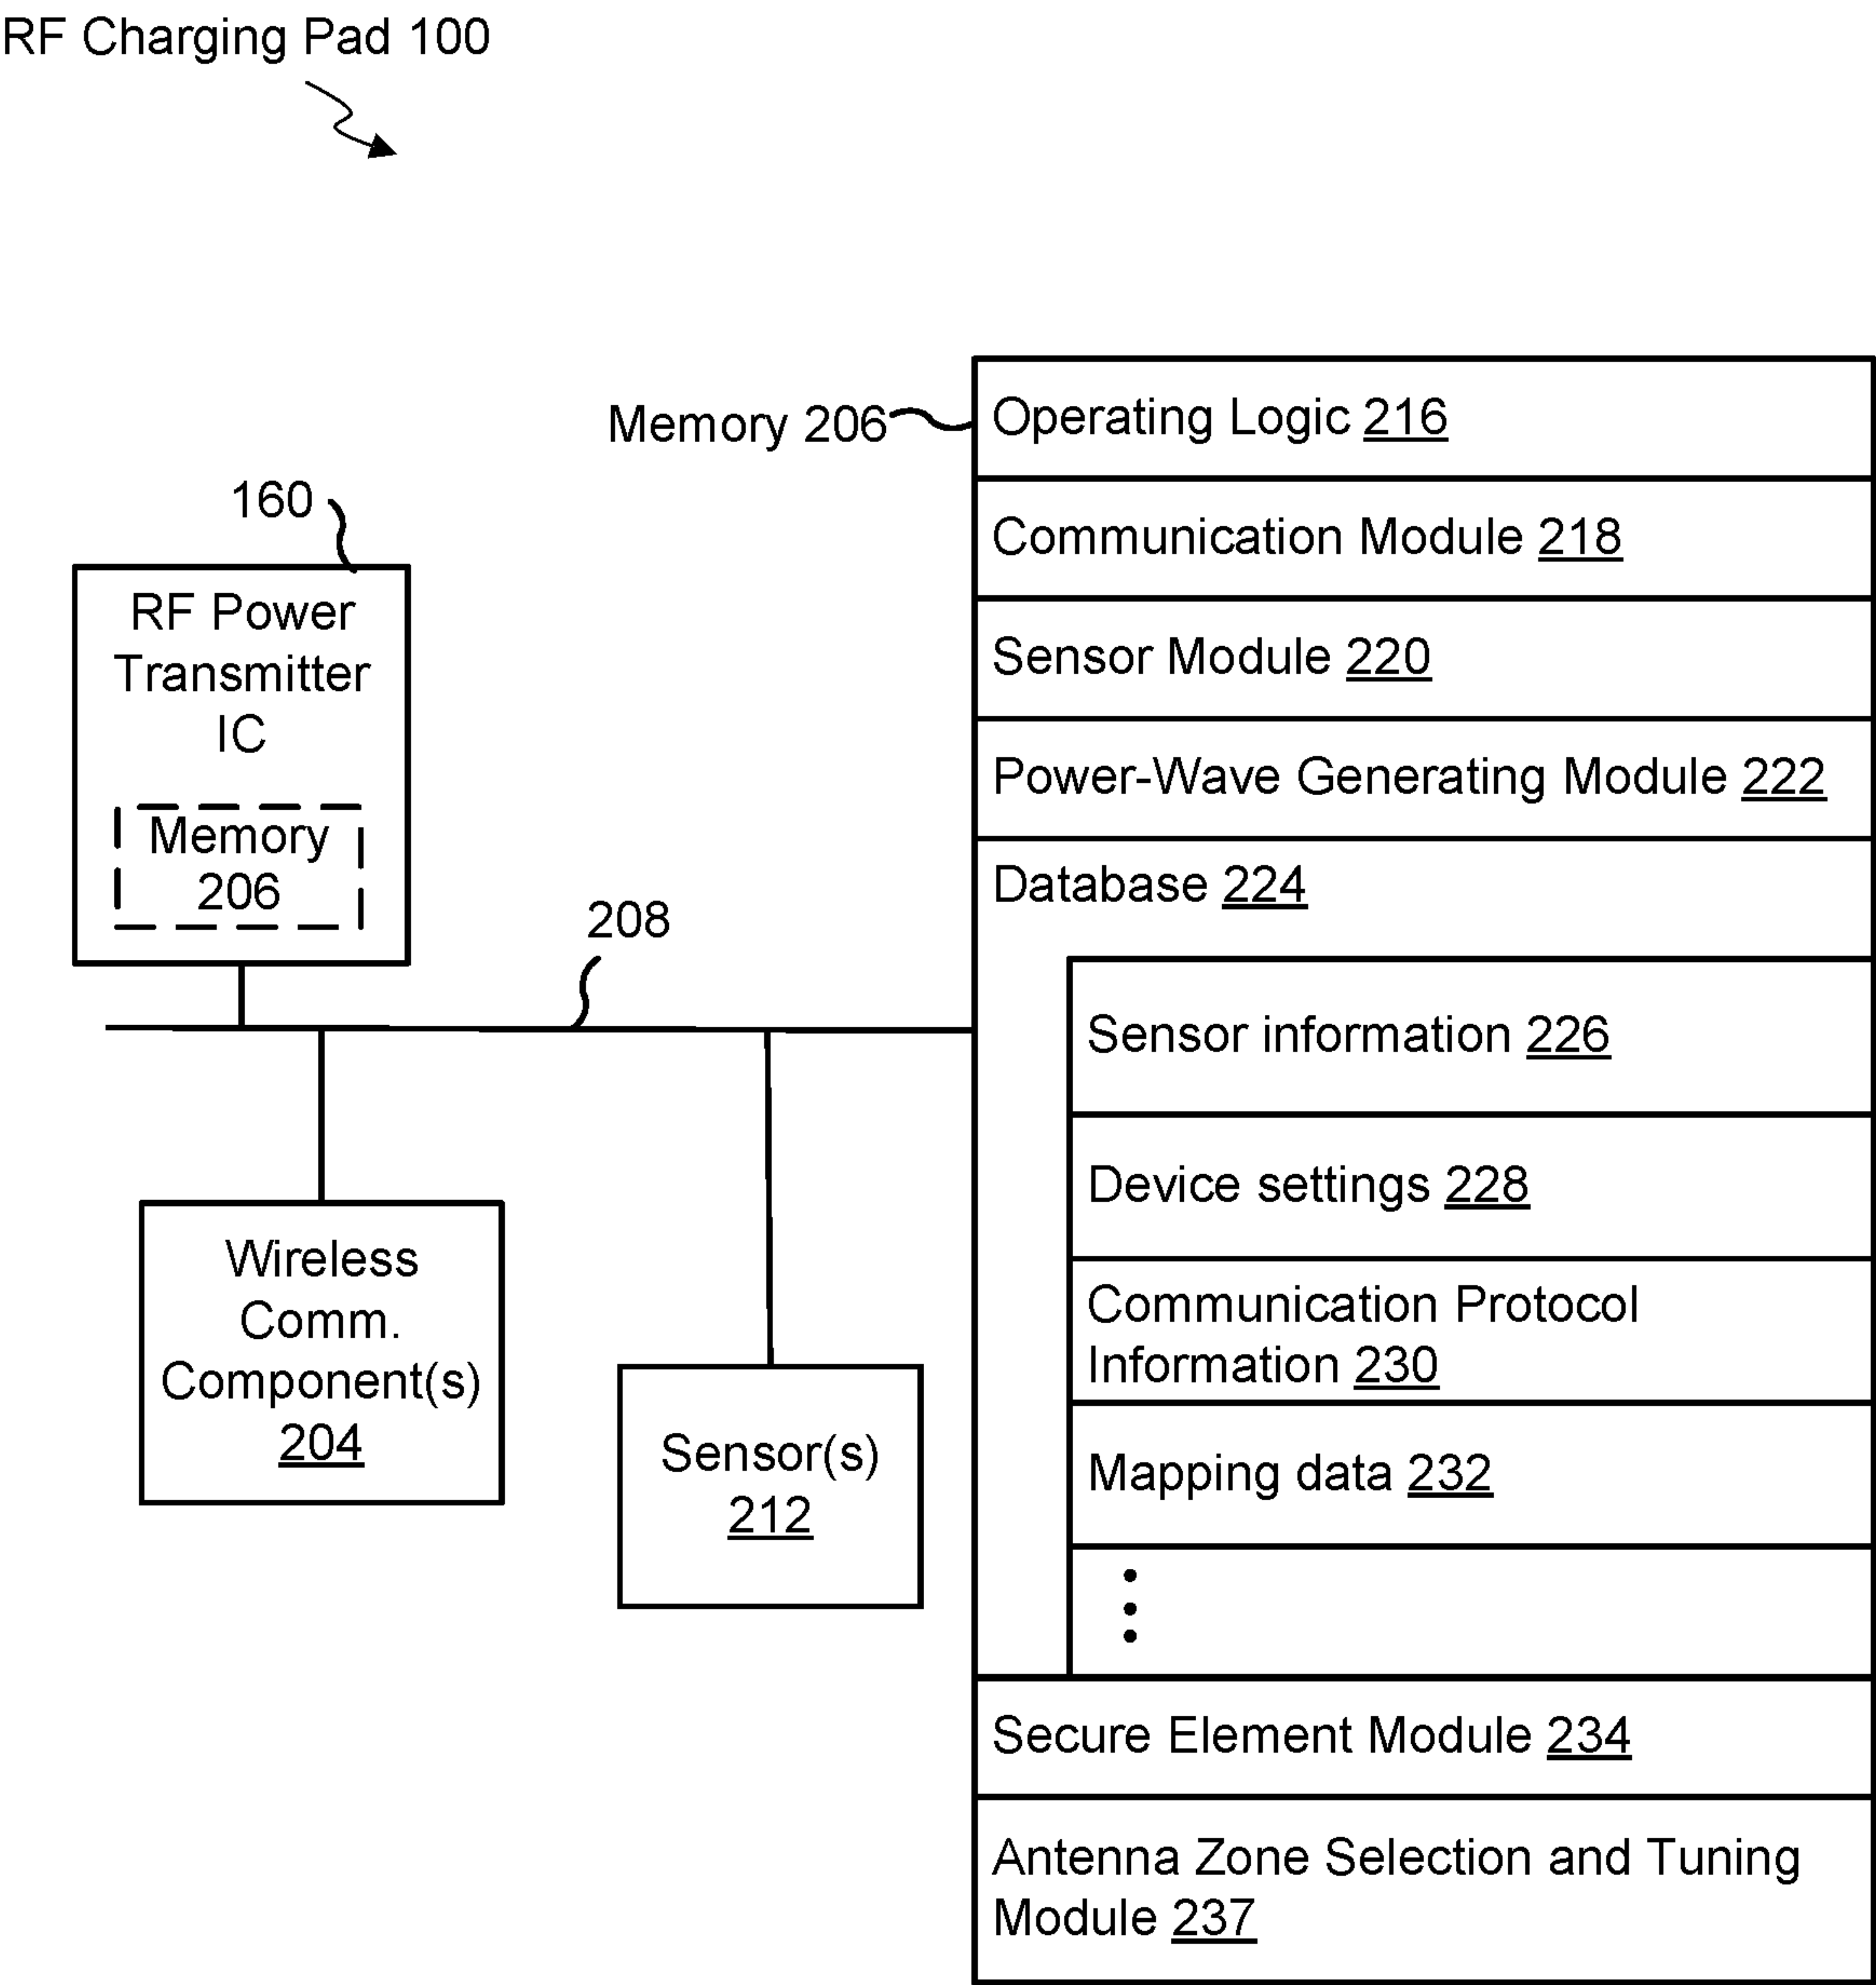 RF Charging Pad 100
Memory 206
Operating Logic 216
Communication Module 218
Sensor Module 220
Power-Wave Generating Module 222
Database 224
Sensor information 226
Device settings 228
Communication Protocol
Information 230
Mapping data 232
Secure Element Module 234
Antenna Zone Selection and Tuning
Module 237
160
RF Power
Transmitter
IC
Memory
206
208
Wireless
Comm.
Component(s)
204
Sensor(s)
212